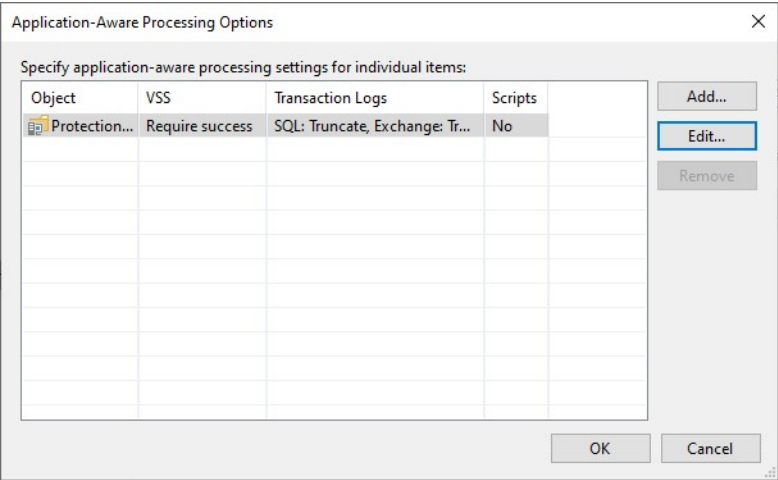 Application-Aware Processing Options
Specify application-aware processing settings for individual items:
Object VSS Transaction Logs Scripts
Protection... Require success SQL: Truncate, Exchange: Tr... No
Add...
Edit...
Remove
OK Cancel